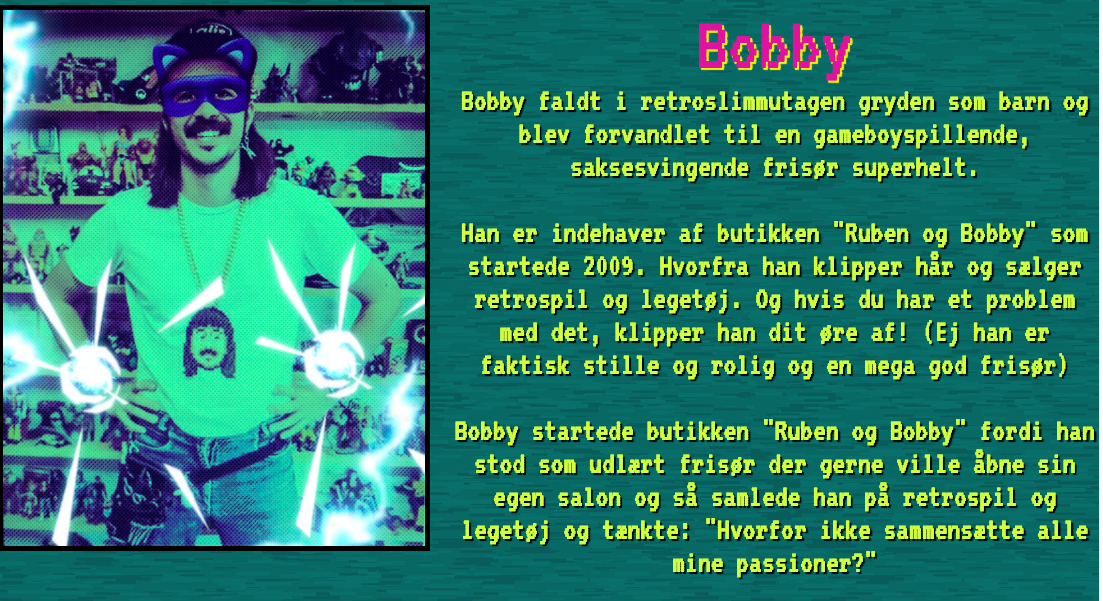 Bobby
Bobby faldt i retroslimmutagen gryden som barn og
blev forvandlet til en gameboyspillende,
saksesvingende frisør superhelt.
Han er indehaver af butikken "Ruben og Bobby" som
startede 2009. Hvorfra han klipper hår og sælger
retrospil og legetøj. Og hvis du har et problem
med det, klipper han dit øre af! (Ej han er
faktisk stille og rolig og en mega god frisør)
Bobby startede butikken "Ruben og Bobby" fordi han
stod som udlært frisør der gerne ville åbne sin
egen salon og så samlede han på retrospil og
legetøj og tænkte: "Hvorfor ikke sammensætte alle
mine passioner?"